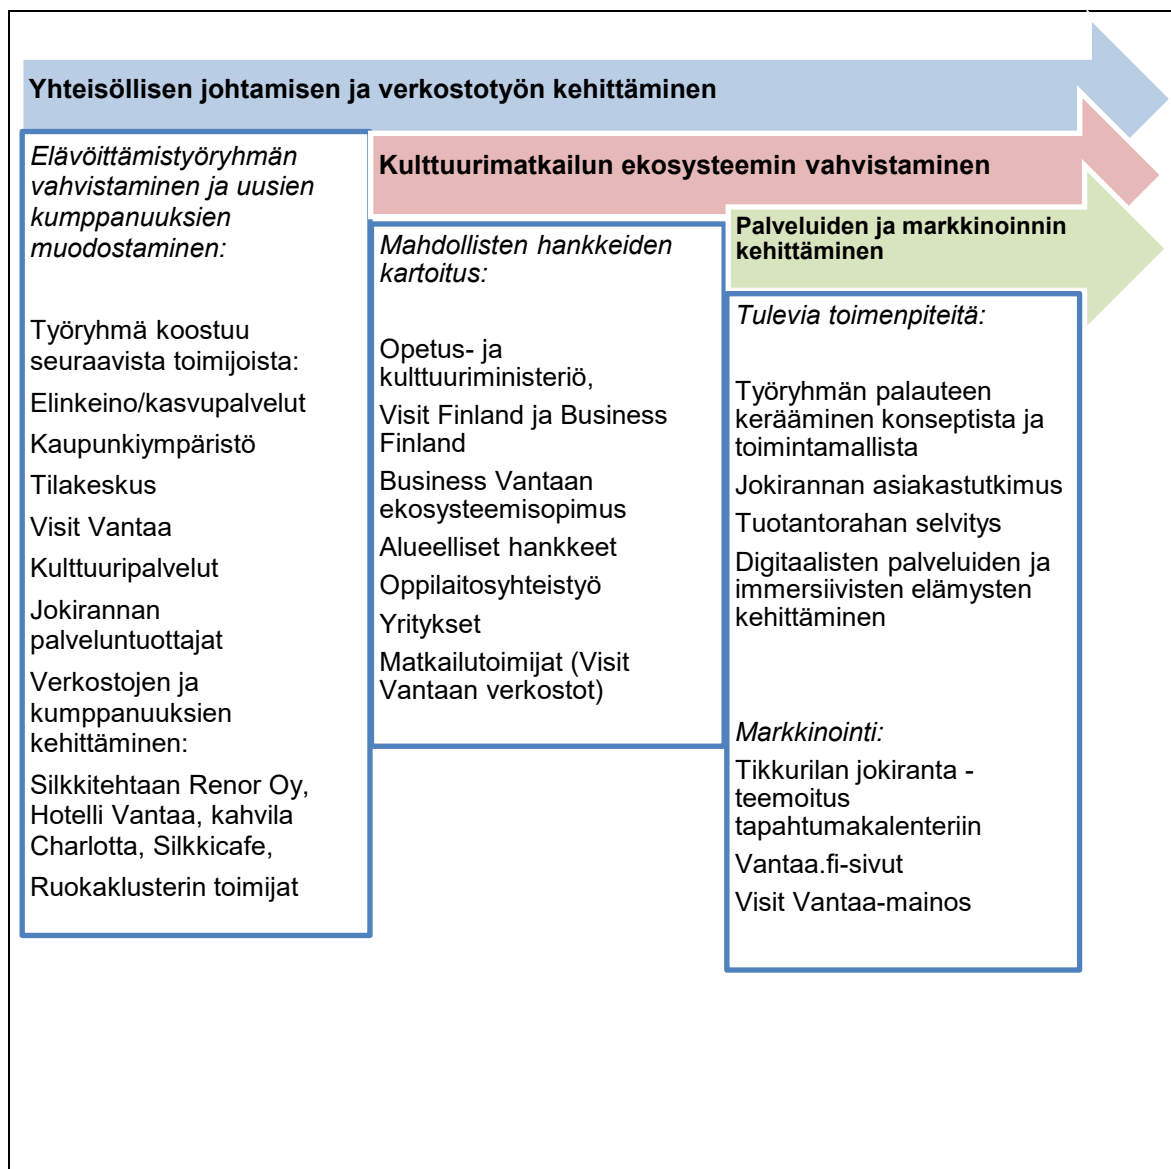 Yhteisöllisen johtamisen ja verkostotyön kehittäminen
Elävöittämistyöryhmän
vahvistaminen ja uusien
kumppanuuksien
muodostaminen:
Työryhmä koostuu
seuraavista toimijoista:
Elinkeino/kasvupalvelut
Kaupunkiympäristö
Tilakeskus
Visit Vantaa
Kulttuuripalvelut
Jokirannan
palveluntuottajat
Verkostojen ja
kumppanuuksien
kehittäminen:
Silkkitehtaan Renor Oy,
Hotelli Vantaa, kahvila
Charlotta, Silkkicafe,
Ruokaklusterin toimijat
Kulttuurimatkailun ekosysteemin vahvistaminen
Mahdollisten hankkeiden
kartoitus:
Opetus- ja
kulttuuriministeriö,
Visit Finland ja Business
Finland
Business Vantaan
ekosysteemisopimus
Alueelliset hankkeet
Oppilaitosyhteistyö
Yritykset
Matkailutoimijat (Visit
Vantaan verkostot)
Palveluiden ja markkinoinnin
kehittäminen
Tulevia toimenpiteitä:
Työryhmän palauteen
kerääminen konseptista ja
toimintamallista
Jokirannan asiakastutkimus
Tuotantorahan selvitys
Digitaalisten palveluiden ja
immersiivisten elämysten
kehittäminen
Markkinointi:
Tikkurilan jokiranta -
teemoitus
tapahtumakalenteriin
Vantaa.fi-sivut
Visit Vantaa-mainos